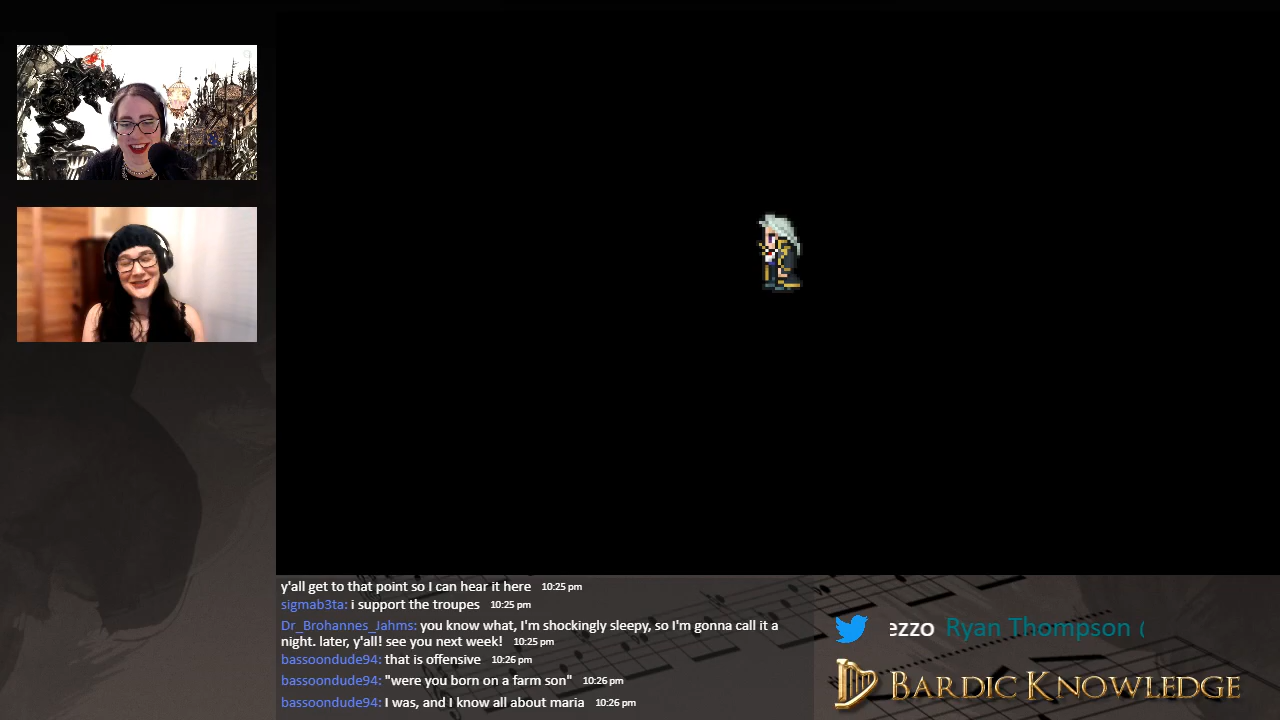 y'all get to that point so I can hear it here 10:25 pm
sigmab3ta: i support the troupes 10:25 pm
Dr_Brohannes_Jahms: you know what, I'm shockingly sleepy, so I'm gonna call it a
night. later, y'all! see you next week! 10:25 pm
bassoondude94: that is offensive 10:26 pm
bassoondude94: "were you born on a farm son" 10:26 pm
bassoondude94: I was, and I know all about maria 10:26 pm
ezzo Ryan Thompson (
BARDIC KNOWLEDGE